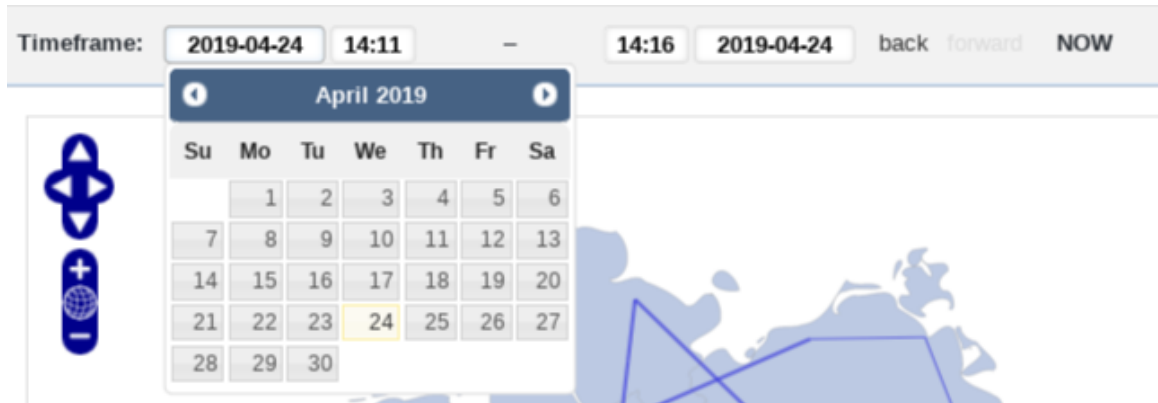 Timeframe: 2019-04-24 14:11 – 14:16 2019-04-24 back forward NOW
April 2019
Su Mo Tu We Th Fr Sa
1 2 3 4 5 6
7 8 9 10 11 12 13
14 15 16 17 18 19 20
21 22 23 24 25 26 27
28 29 30